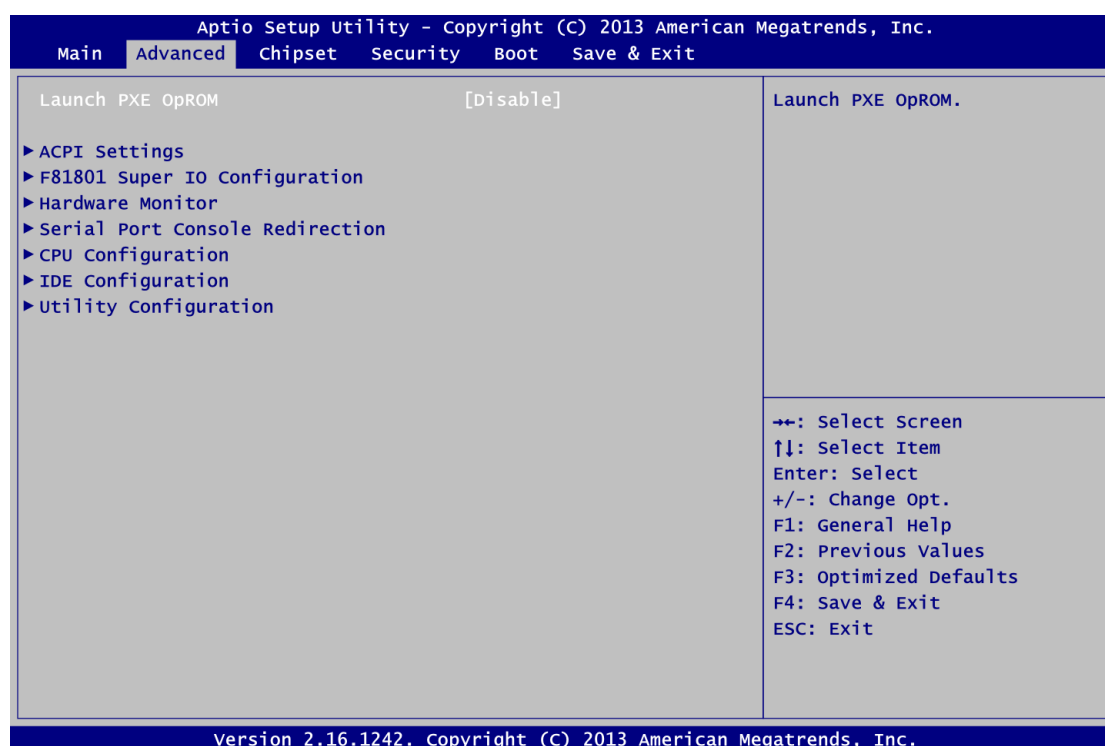 Aptio Setup Utility – Copyright (C) 2013 American Megatrends, Inc.
Main Advanced Chipset Security Boot Save & Exit
Launch PXE OpROM [Disable]
▶ ACPI Settings
▶ F81801 Super IO Configuration
▶ Hardware Monitor
▶ Serial Port Console Redirection
▶ CPU Configuration
▶ IDE Configuration
▶ Utility Configuration
Launch PXE OpROM.
→←: Select Screen
↑↓: Select Item
Enter: Select
+/-: Change Opt.
F1: General Help
F2: Previous Values
F3: Optimized Defaults
F4: Save & Exit
ESC: Exit
Version 2.16.1242. Copyright (C) 2013 American Megatrends, Inc.